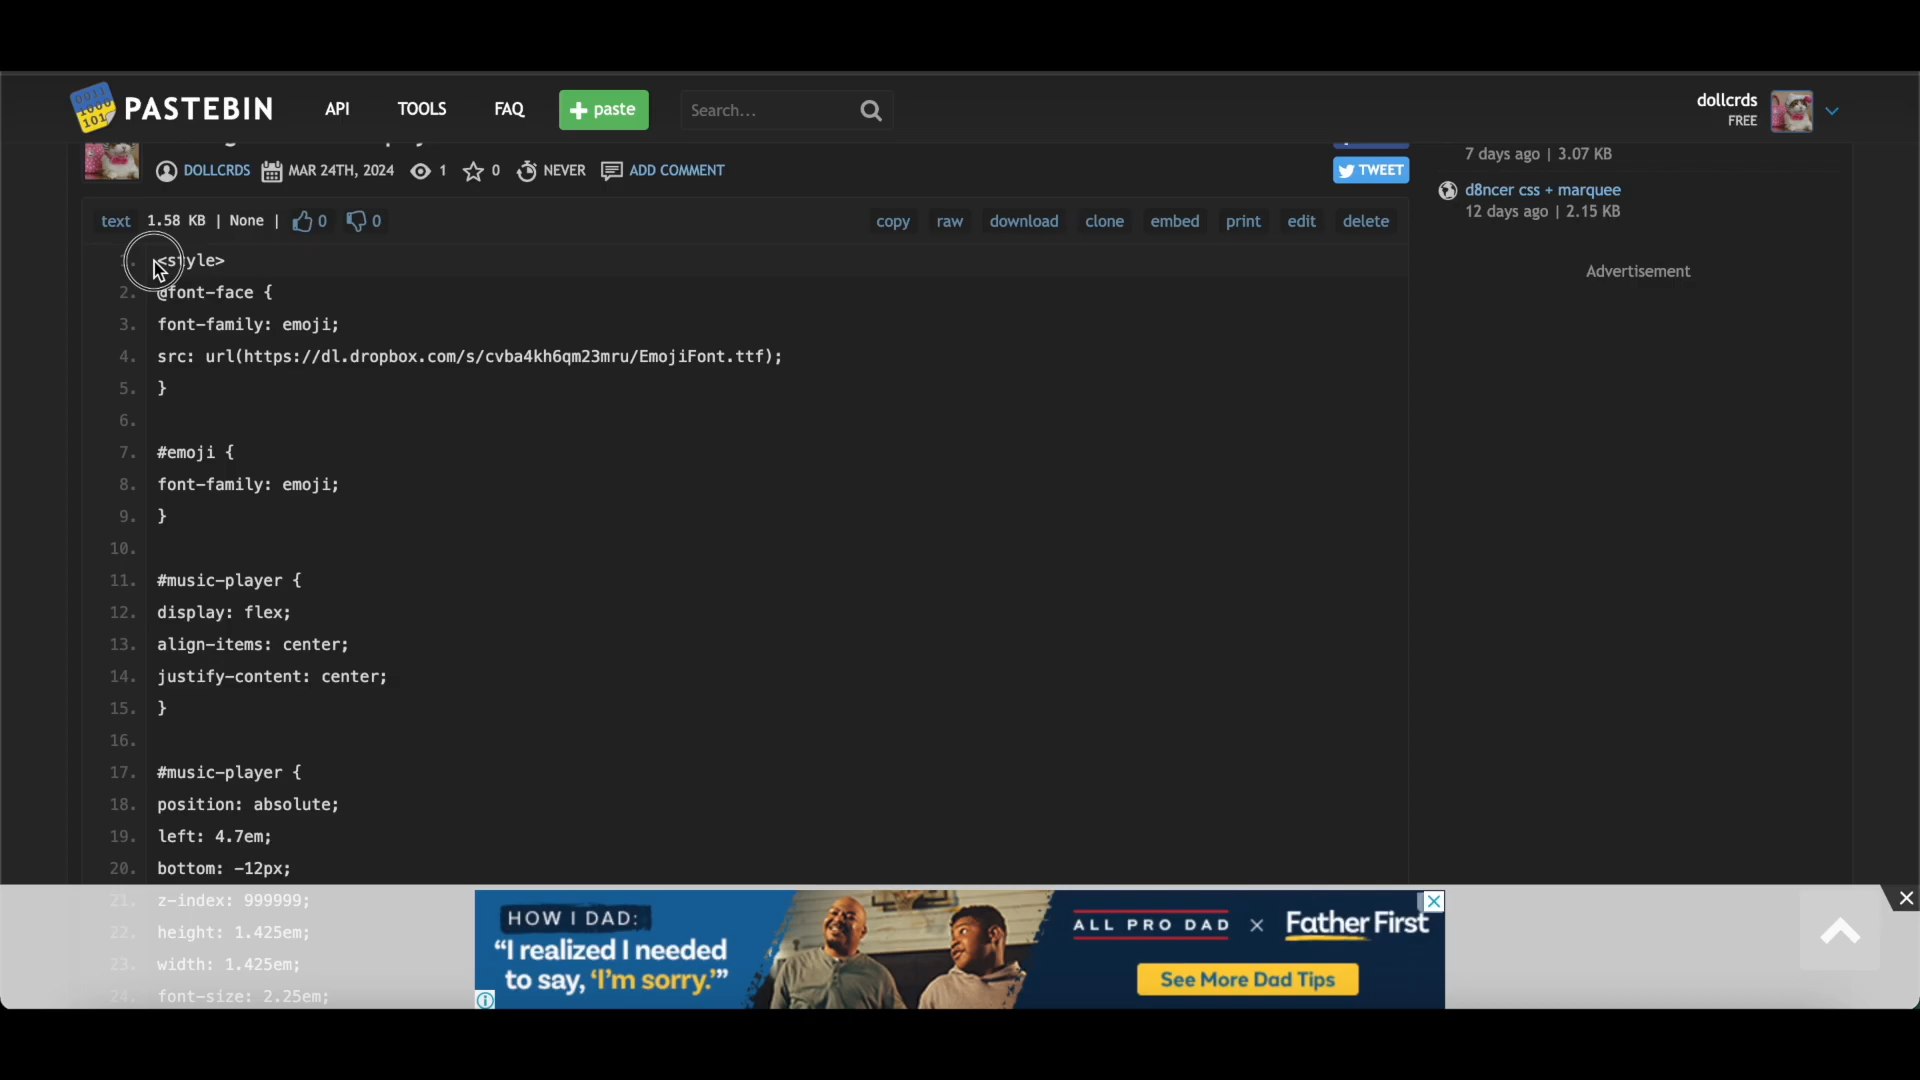 PASTEBIN API TOOLS FAQ + paste Search... dollcrds
FREE
DOLLCRDS MAR 24TH, 2024 1 0 NEVER ADD COMMENT
TWEET
7 days ago | 3.07 KB
d8ncer css + marquee
12 days ago | 2.15 KB
Advertisement
text 1.58 KB | None | 0 0 copy raw download clone embed print edit delete
1. <style>
2. @font-face {
3. font-family: emoji;
4. src: url(https://dl.dropbox.com/s/cvba4kh6qm23mru/EmojiFont.ttf);
5. }
6.
7. #emoji {
8. font-family: emoji;
9. }
10.
11. #music-player {
12. display: flex;
13. align-items: center;
14. justify-content: center;
15. }
16.
17. #music-player {
18. position: absolute;
19. left: 4.7em;
20. bottom: -12px;
21. z-index: 999999;
22. height: 1.425em;
23. width: 1.425em;
24. font-size: 2.25em;
HOW I DAD:
“I realized I needed
to say, ‘I’m sorry.’”
ALL PRO DAD × Father First
See More Dad Tips